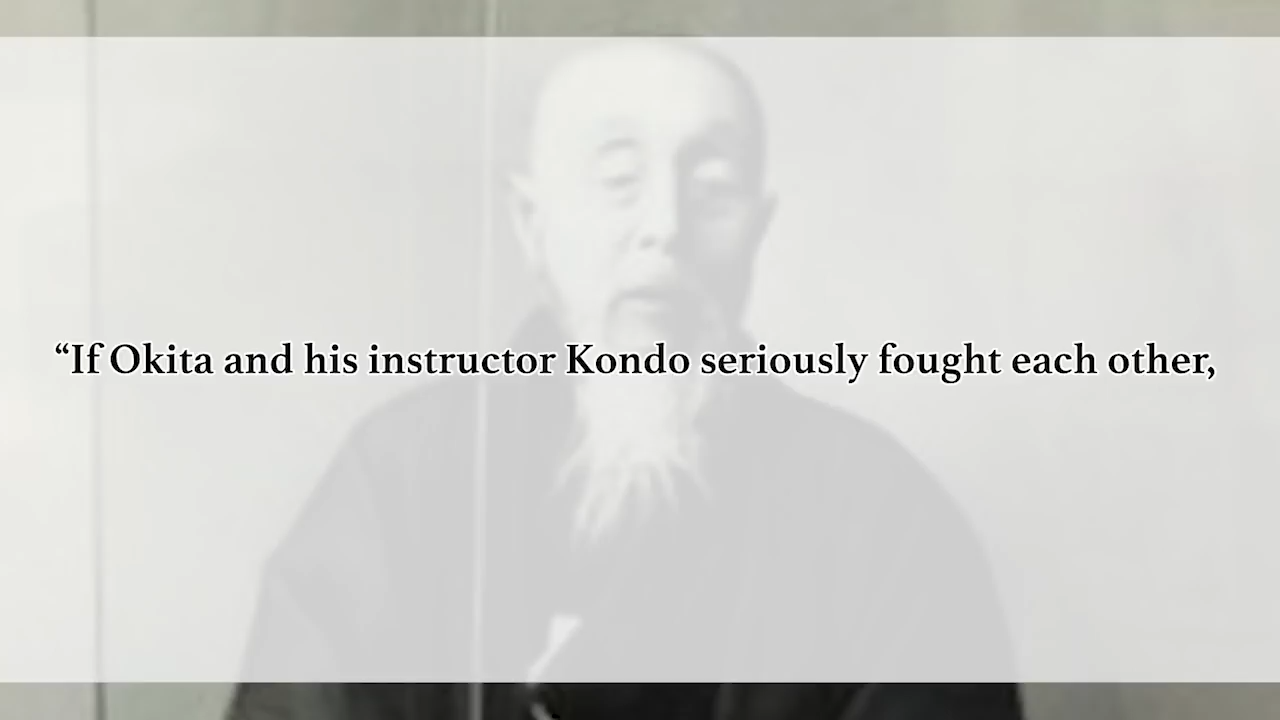 “If Okita and his instructor Kondo seriously fought each other,